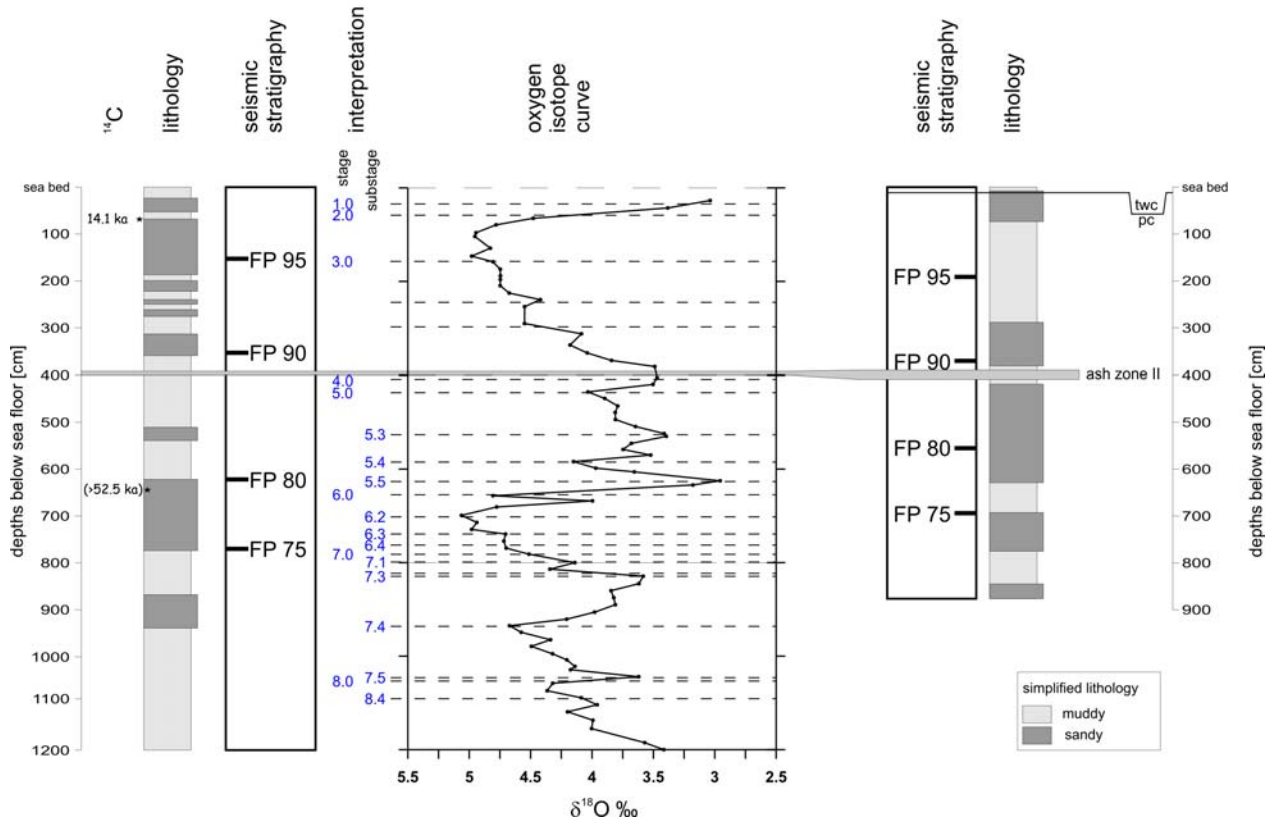 ¹⁴C
lithology
seismic
stratigraphy
interpretation
stage
substage
oxygen
isotope
curve
seismic
stratigraphy
lithology
depths below sea floor [cm]
sea bed
100
200
300
400
500
600
700
800
900
1000
1100
1200
14.1 ka *
(>52.5 ka) *
FP 95
FP 90
FP 80
FP 75
1.0
2.0
3.0
4.0
5.0
5.3
5.4
5.5
6.0
6.2
6.3
6.4
7.0
7.1
7.3
7.4
7.5
8.0
8.4
5.5 5 4.5 4 3.5 3 2.5
δ¹⁸O ‰
FP 95
FP 90
FP 80
FP 75
twc
pc
ash zone II
sea bed
100
200
300
400
500
600
700
800
900
depths below sea floor [cm]
simplified lithology
muddy
sandy